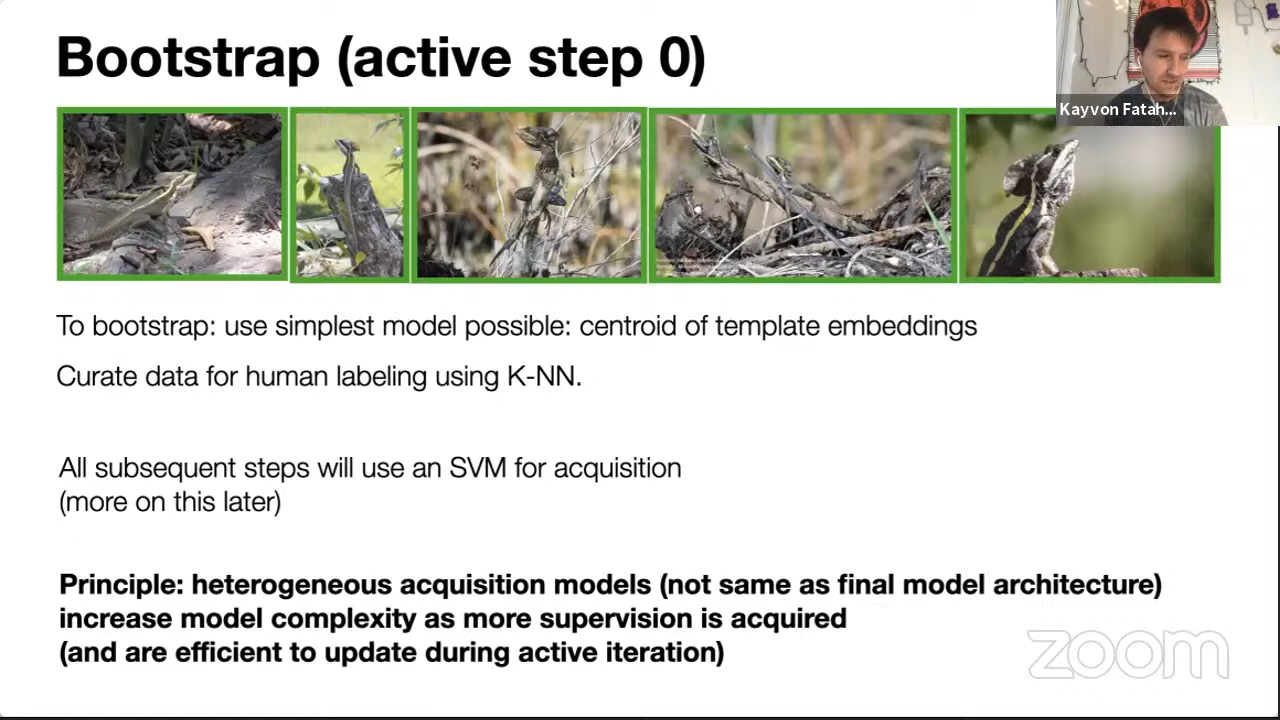 Bootstrap (active step 0)
Kayvon Fatah...
To bootstrap: use simplest model possible: centroid of template embeddings
Curate data for human labeling using K-NN.
All subsequent steps will use an SVM for acquisition
(more on this later)
Principle: heterogeneous acquisition models (not same as final model architecture)
increase model complexity as more supervision is acquired
(and are efficient to update during active iteration)
zoom